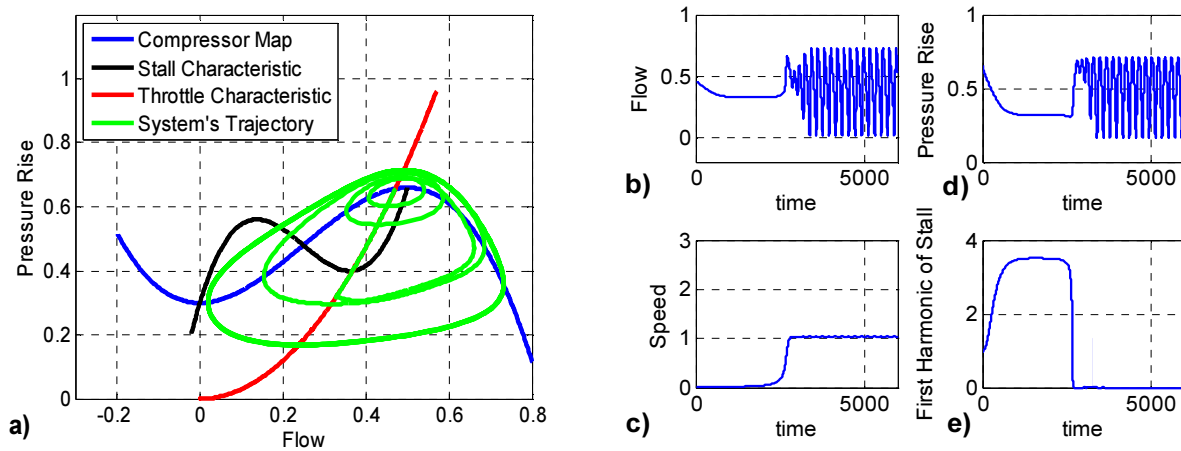 Compressor Map
Stall Characteristic
Throttle Characteristic
System's Trajectory
Pressure Rise
1
0.8
0.6
0.4
0.2
0
-0.2 0 0.2 0.4 0.6 0.8
Flow
a)
Flow
1
0.5
0
0 5000
time
b)
Pressure Rise
1
0.5
0
0 5000
time
d)
Speed
3
2
1
0
0 5000
time
c)
First Harmonic of Stall
4
2
0
0 5000
time
e)